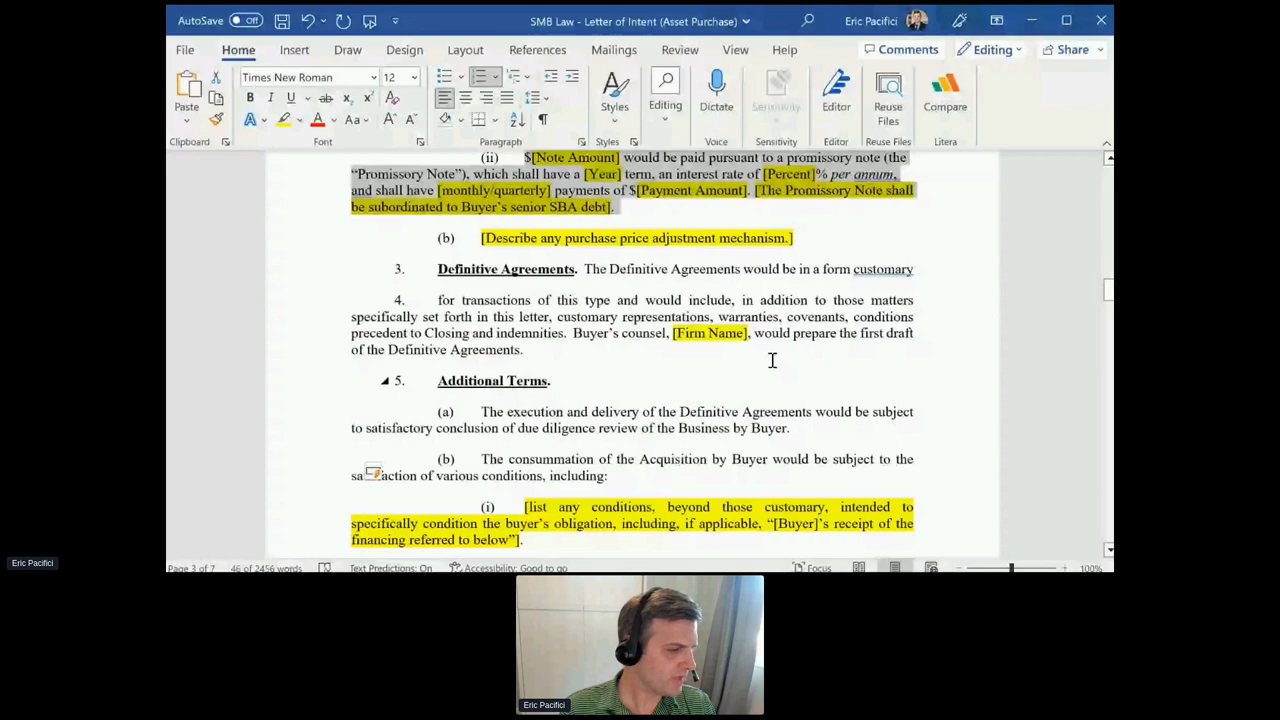 AutoSave Off SMB Law - Letter of Intent (Asset Purchase) Eric Pacifici
File Home Insert Draw Design Layout References Mailings Review View Help Comments Editing Share
Times New Roman 12
Paste Styles Editing Dictate Sensitivity Editor Reuse Files Compare
Clipboard Font Paragraph Styles Voice Sensitivity Editor Reuse Files Litera
(ii) $[Note Amount] would be paid pursuant to a promissory note (the
“Promissory Note”), which shall have a [Year] term, an interest rate of [Percent]% per annum,
and shall have [monthly/quarterly] payments of $[Payment Amount]. [The Promissory Note shall
be subordinated to Buyer’s senior SBA debt].
(b) [Describe any purchase price adjustment mechanism.]
3. Definitive Agreements. The Definitive Agreements would be in a form customary
4. for transactions of this type and would include, in addition to those matters
specifically set forth in this letter, customary representations, warranties, covenants, conditions
precedent to Closing and indemnities. Buyer’s counsel, [Firm Name], would prepare the first draft
of the Definitive Agreements.
5. Additional Terms.
(a) The execution and delivery of the Definitive Agreements would be subject
to satisfactory conclusion of due diligence review of the Business by Buyer.
(b) The consummation of the Acquisition by Buyer would be subject to the
sa action of various conditions, including:
(i) [list any conditions, beyond those customary, intended to
specifically condition the buyer’s obligation, including, if applicable, “[Buyer]’s receipt of the
financing referred to below”].
Eric Pacifici
Page 3 of 7 46 of 2456 words Text Predictions: On Accessibility: Good to go Focus 100%
Eric Pacifici